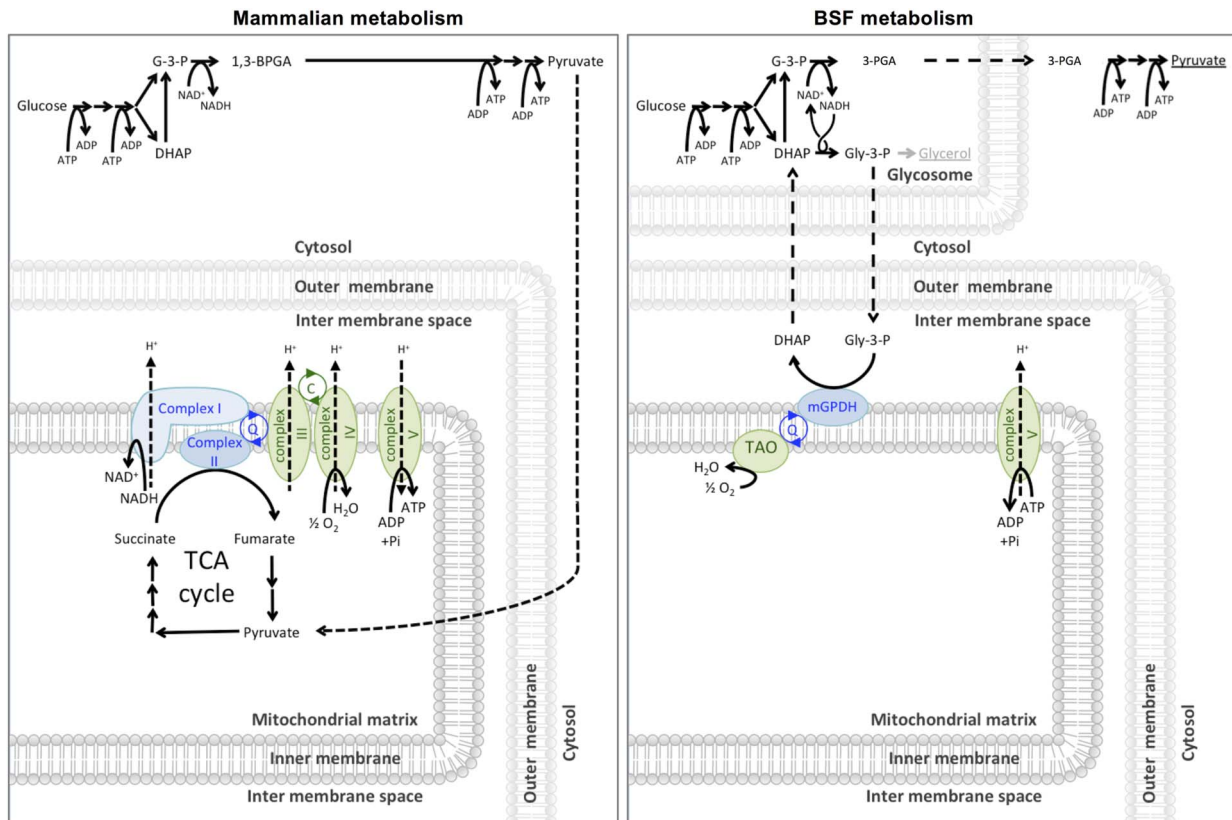 Mammalian metabolism
G-3-P
1,3-BPGA
Pyruvate
NAD⁺
NADH
Glucose
ATP
ADP
ATP
ADP
DHAP
ADP
ATP
ADP
ATP
Cytosol
Outer membrane
Inter membrane space
H⁺
H⁺
H⁺
H⁺
Complex I
Complex
II
Q
complex
III
C
complex
IV
complex
V
NAD⁺
NADH
½ O₂
H₂O
ADP
+Pi
ATP
Succinate
Fumarate
TCA
cycle
Pyruvate
Mitochondrial matrix
Inner membrane
Inter membrane space
Outer membrane
Cytosol
BSF metabolism
G-3-P
3-PGA
3-PGA
Pyruvate
NAD⁺
NADH
Glucose
ATP
ADP
ATP
ADP
DHAP
Gly-3-P
Glycerol
ADP
ATP
ADP
ATP
Glycosome
Cytosol
Outer membrane
Inter membrane space
DHAP
Gly-3-P
H⁺
mGPDH
Q
TAO
H₂O
½ O₂
complex
V
ADP
+Pi
ATP
Mitochondrial matrix
Inner membrane
Inter membrane space
Outer membrane
Cytosol